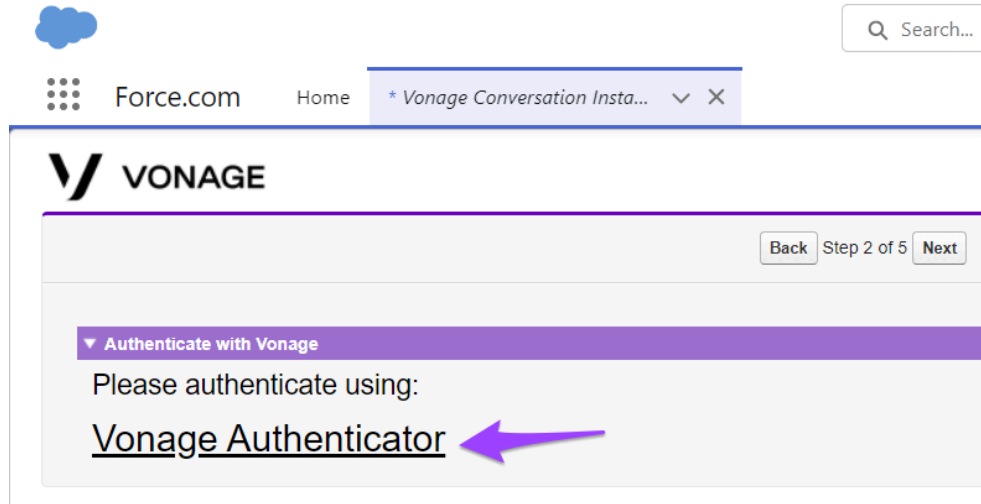 Search...
Force.com Home * Vonage Conversation Insta...
VONAGE
Back Step 2 of 5 Next
Authenticate with Vonage
Please authenticate using:
Vonage Authenticator